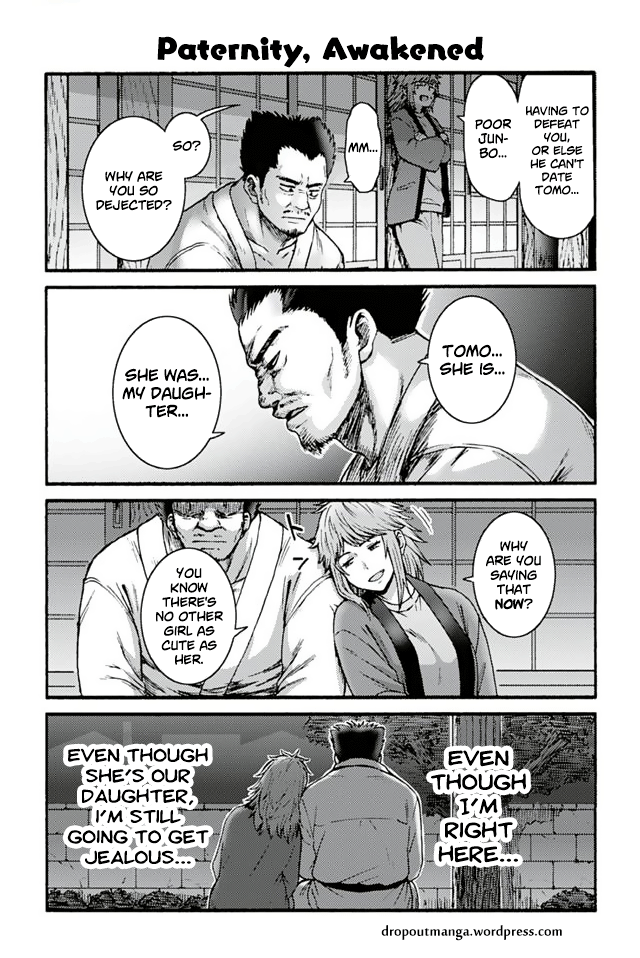 Paternity, Awakened
HAVING TO
DEFEAT
YOU,
OR ELSE
HE CAN'T
DATE
TOMO...
POOR
JUN-
BO...
MM...
SO?
WHY ARE
YOU SO
DEJECTED?
TOMO...
SHE IS...
SHE WAS...
MY DAUGH-
TER...
WHY
ARE YOU
SAYING
THAT
NOW?
YOU
KNOW
THERE'S
NO OTHER
GIRL AS
CUTE AS
HER.
EVEN
THOUGH
I'M
RIGHT
HERE...
EVEN THOUGH
SHE'S OUR
DAUGHTER,
I'M STILL
GOING TO GET
JEALOUS...
dropoutmanga.wordpress.com